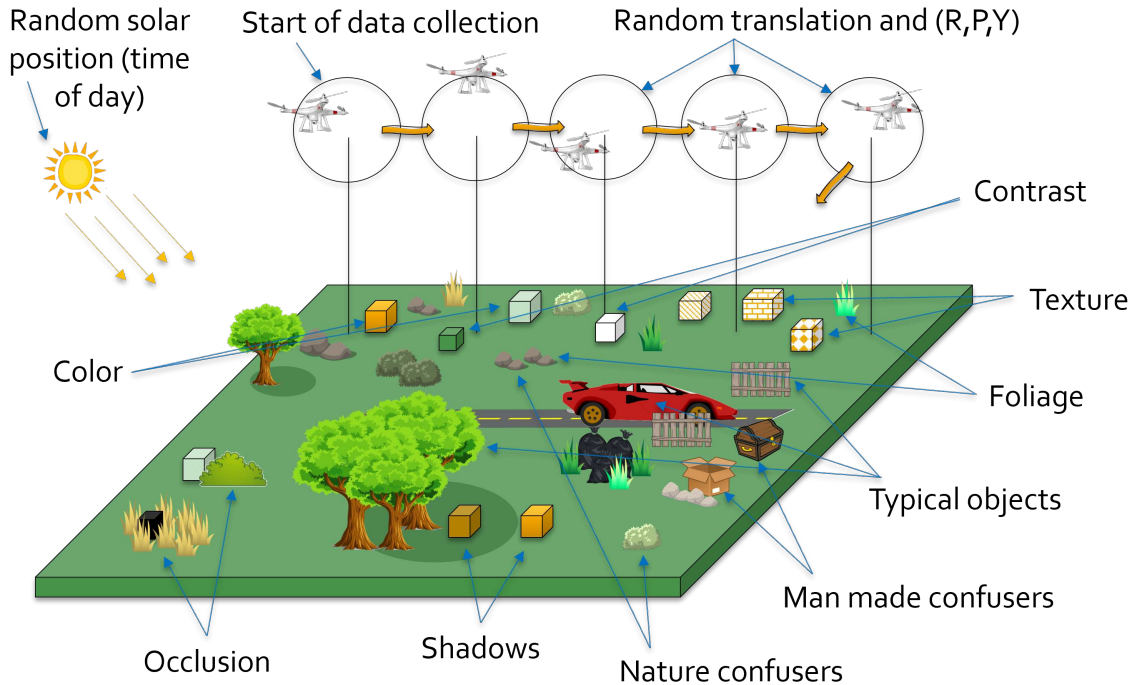 Random solar
position (time
of day)
Start of data collection
Random translation and (R,P,Y)
Contrast
Texture
Color
Foliage
Typical objects
Man made confusers
Shadows
Occlusion
Nature confusers